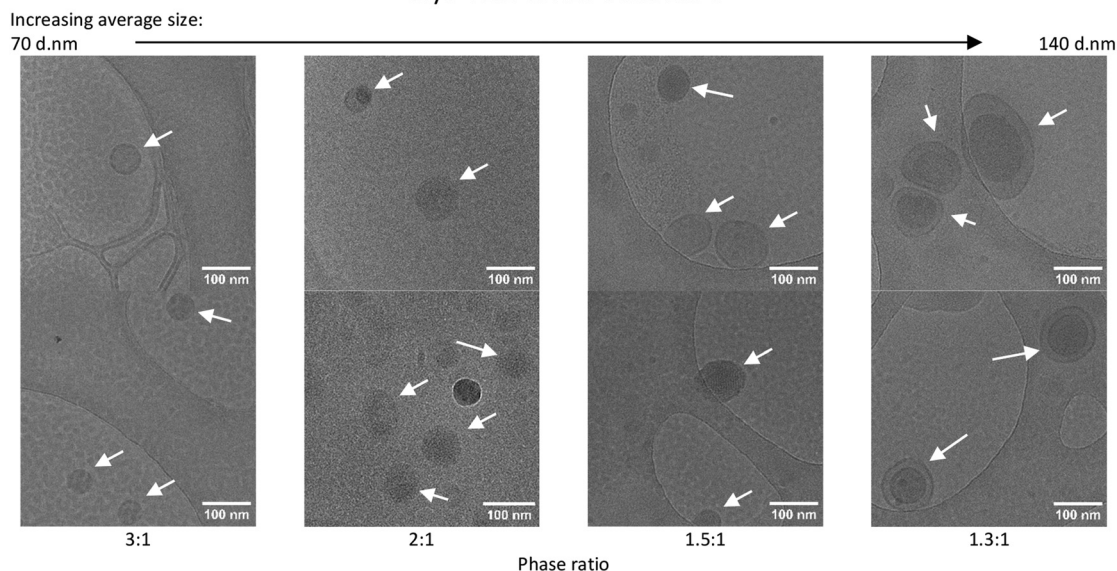 Increasing average size:
70 d.nm 140 d.nm
100 nm 100 nm 100 nm 100 nm
100 nm 100 nm 100 nm 100 nm
3:1 2:1 1.5:1 1.3:1
Phase ratio